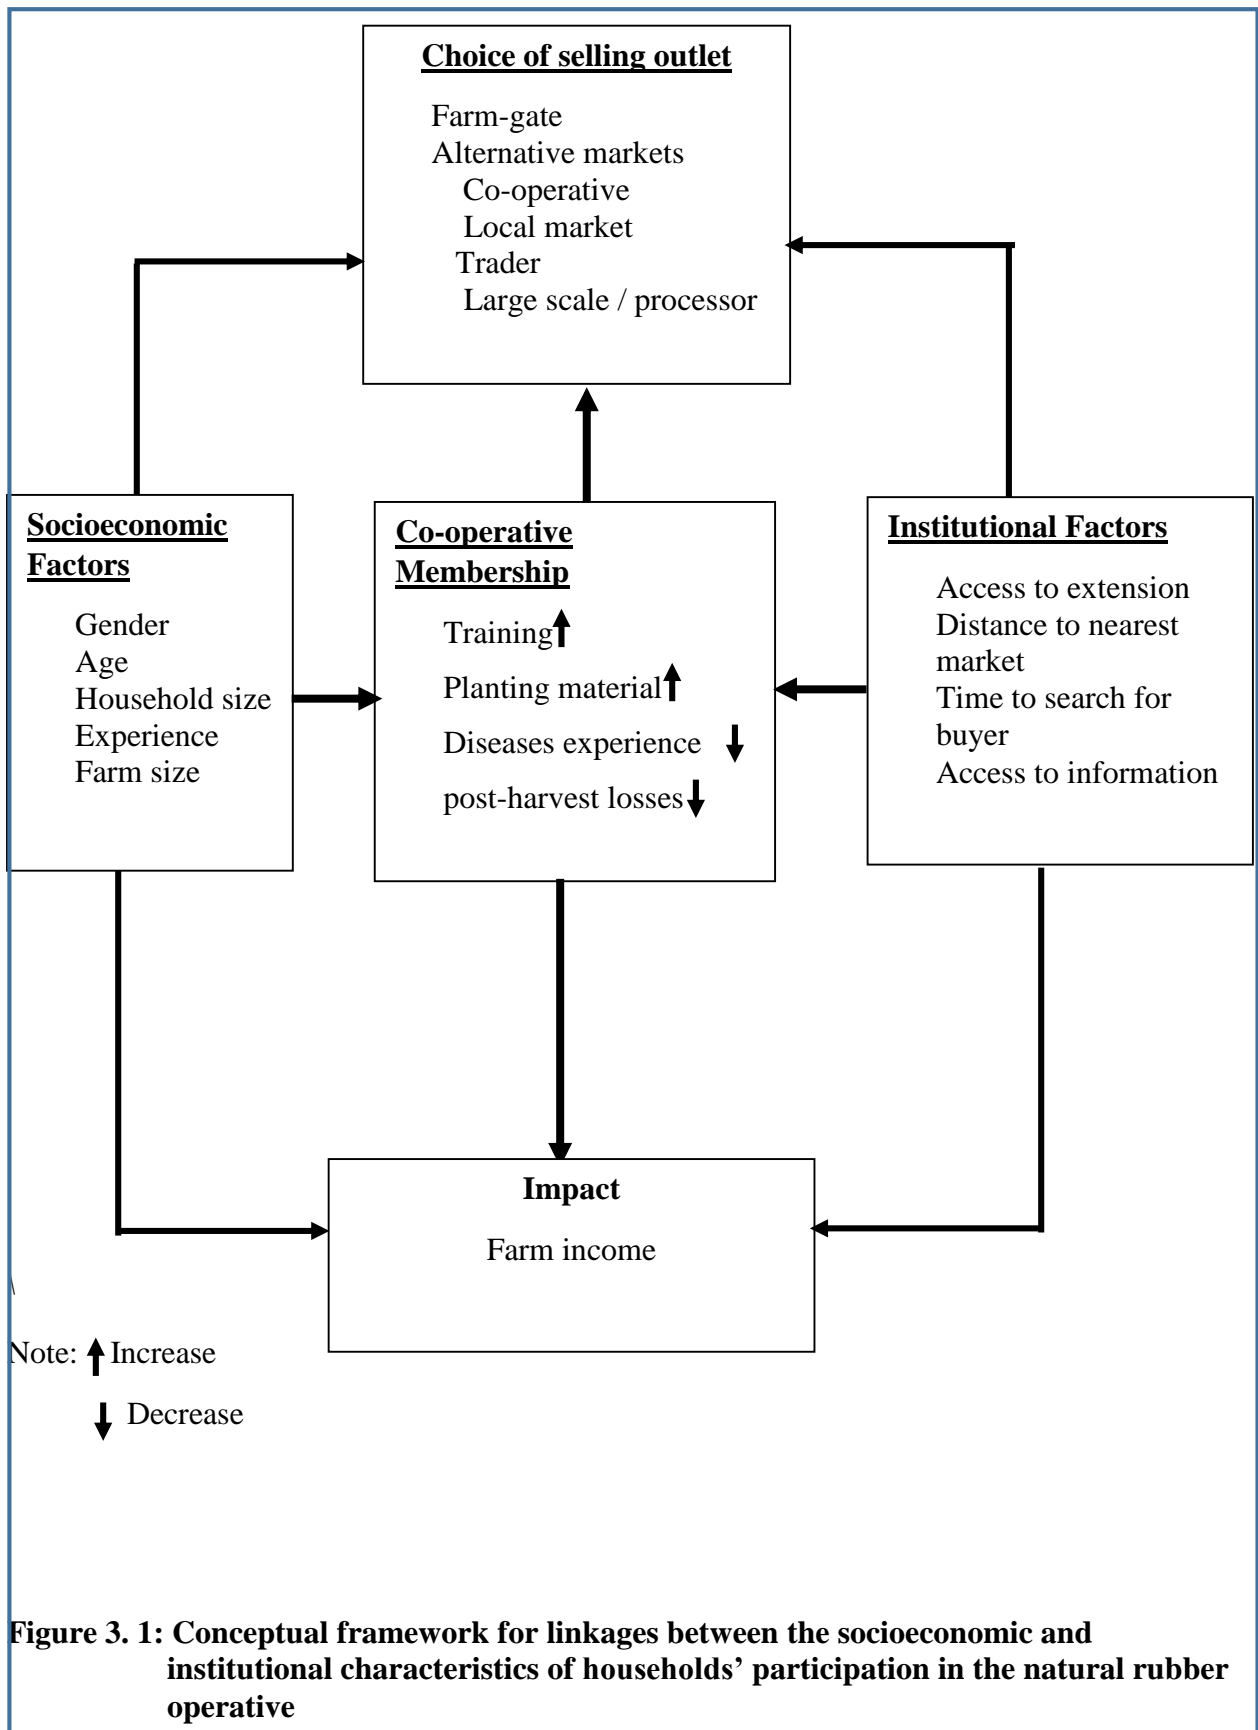 Choice of selling outlet
Farm-gate
Alternative markets
Co-operative
Local market
Trader
Large scale / processor
Socioeconomic
Factors
Gender
Age
Household size
Experience
Farm size
Co-operative
Membership
Training
Planting material
Diseases experience
post-harvest losses
Institutional Factors
Access to extension
Distance to nearest
market
Time to search for
buyer
Access to information
Impact
Farm income
\
Note: Increase
Decrease
Figure 3. 1: Conceptual framework for linkages between the socioeconomic and
institutional characteristics of households’ participation in the natural rubber
operative